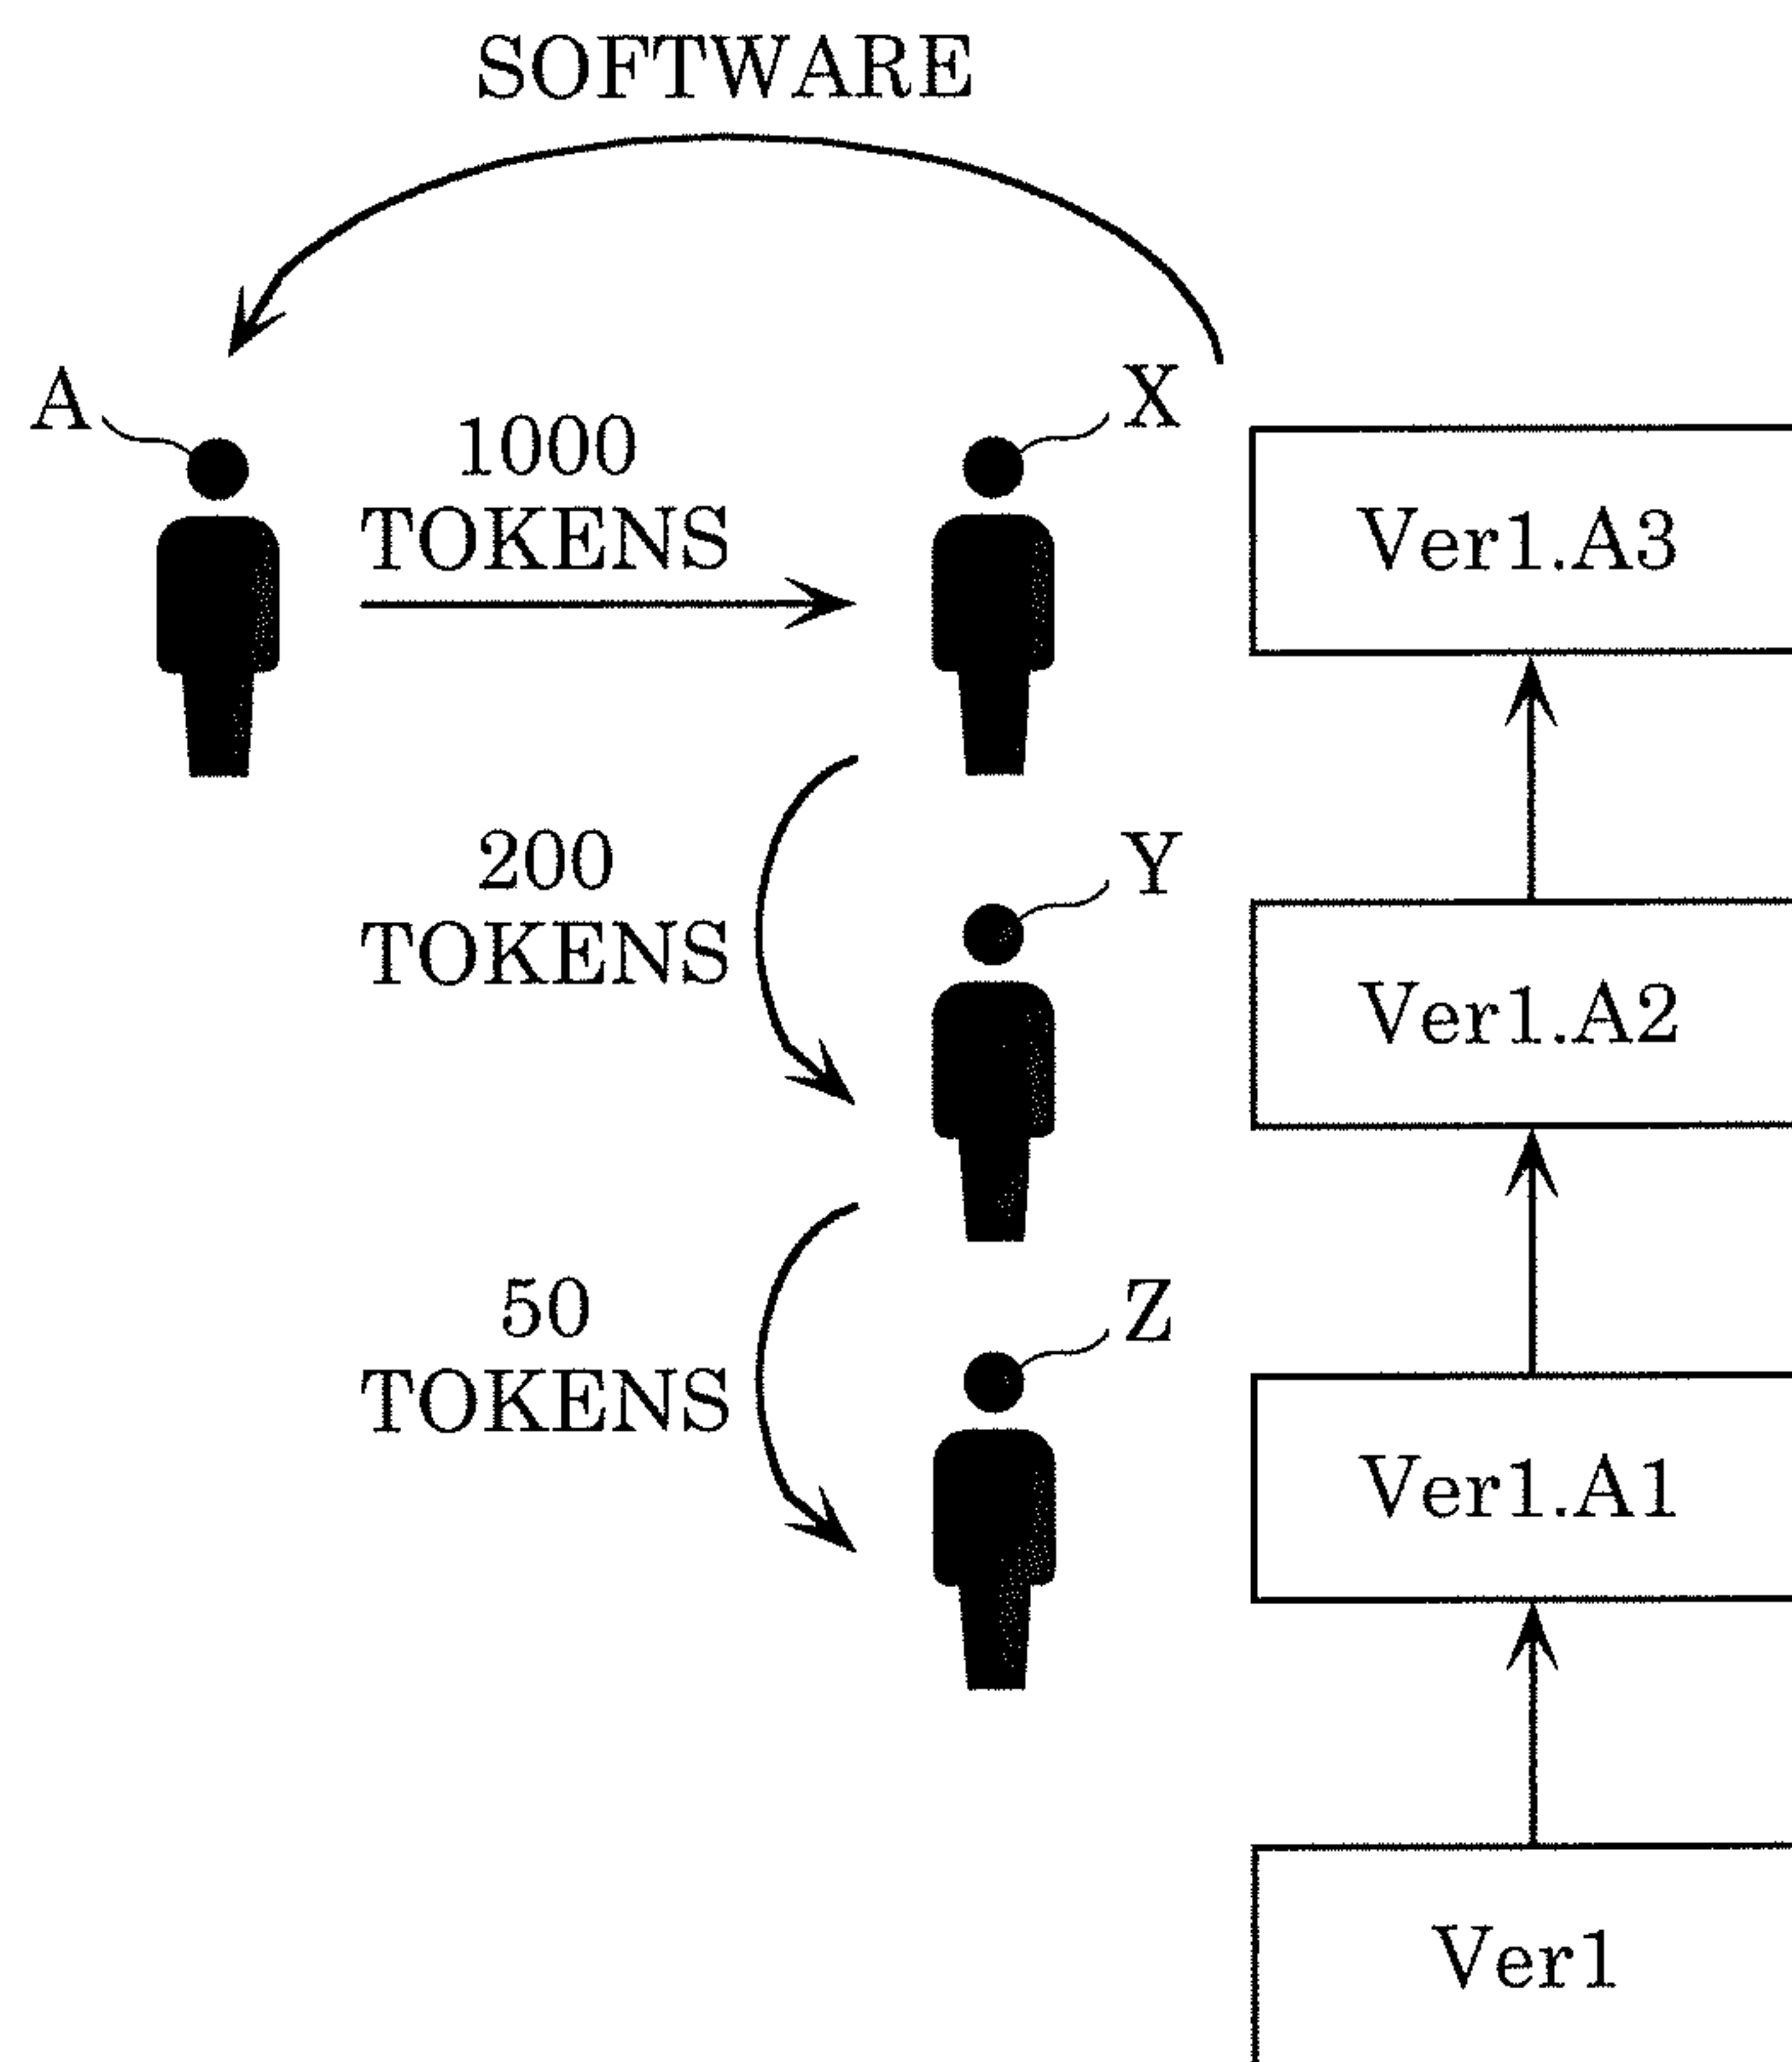 SOFTWARE
A
1000
TOKENS
X
Ver1.A3
200
TOKENS
Y
Ver1.A2
50
TOKENS
Z
Ver1.A1
Ver1